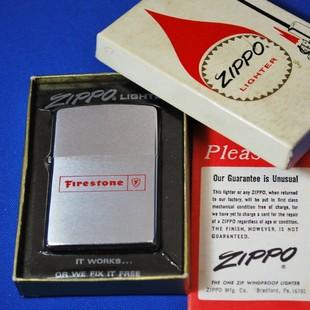 ZIPPO
LIGHTER
ZIPPO LIGHTER
Firestone F
IT WORKS...
OR WE FIX IT FREE
Pleas
Our Guarantee is Unusual
This lighter or any ZIPPO, when returned
to our factory, will be put in first class
mechanical condition free of charge, for
we have yet to charge a cent for the repair
of a ZIPPO regardless of age or condition.
THE FINISH, HOWEVER, IS NOT
GUARANTEED.
ZIPPO
THE ONE ZIP WINDPROOF LIGHTER
ZIPPO Mfg. Co. Bradford, Pa.